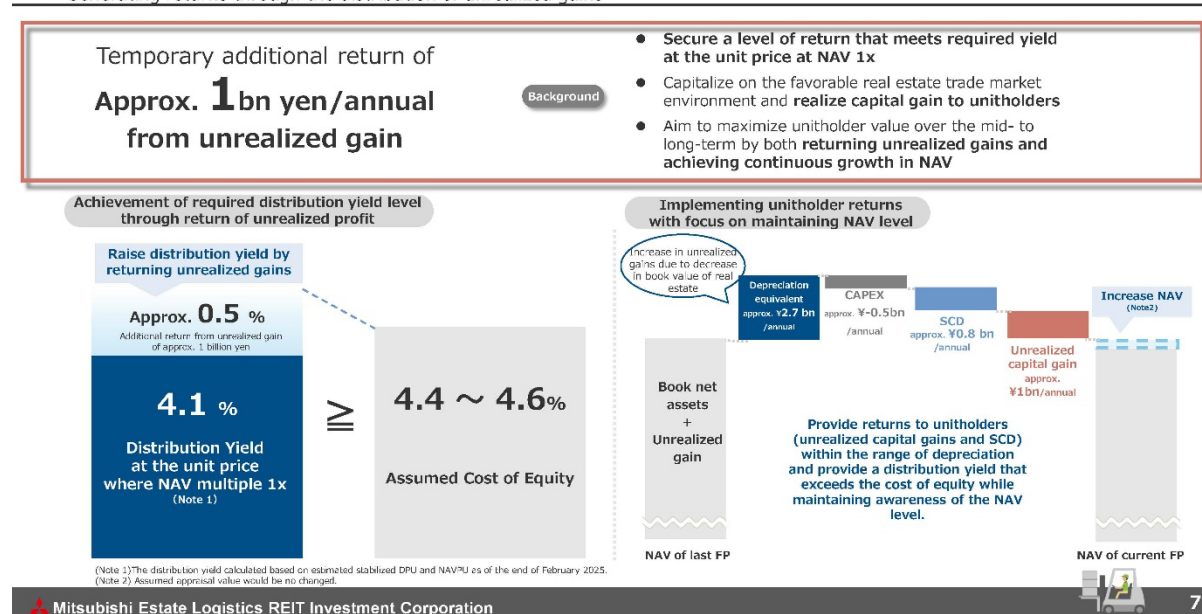 Generating returns through the distribution of unrealized gains
Temporary additional return of
Approx. 1bn yen/annual
from unrealized gain
Background
● Secure a level of return that meets required yield
at the unit price at NAV 1x
● Capitalize on the favorable real estate trade market
environment and realize capital gain to unitholders
● Aim to maximize unitholder value over the mid- to
long-term by both returning unrealized gains and
achieving continuous growth in NAV
Achievement of required distribution yield level
through return of unrealized profit
Raise distribution yield by
returning unrealized gains
Approx. 0.5 %
Additional return from unrealized gain
of approx. 1 billion yen
4.1 %
Distribution Yield
at the unit price
where NAV multiple 1x
(Note 1)
≧
4.4 ～ 4.6%
Assumed Cost of Equity
Implementing unitholder returns
with focus on maintaining NAV level
Increase in unrealized
gains due to decrease
in book value of real
estate
Depreciation
equivalent
approx. ¥2.7 bn
/annual
CAPEX
approx. ¥-0.5bn
/annual
SCD
approx. ¥0.8 bn
/annual
Unrealized
capital gain
approx.
¥1bn/annual
Increase NAV
(Note2)
Book net
assets
+
Unrealized
gain
Provide returns to unitholders
(unrealized capital gains and SCD)
within the range of depreciation
and provide a distribution yield that
exceeds the cost of equity while
maintaining awareness of the NAV
level.
NAV of last FP
NAV of current FP
(Note 1)The distribution yield calculated based on estimated stabilized DPU and NAVPU as of the end of February 2025.
(Note 2) Assumed appraisal value would be no changed.
Mitsubishi Estate Logistics REIT Investment Corporation
7